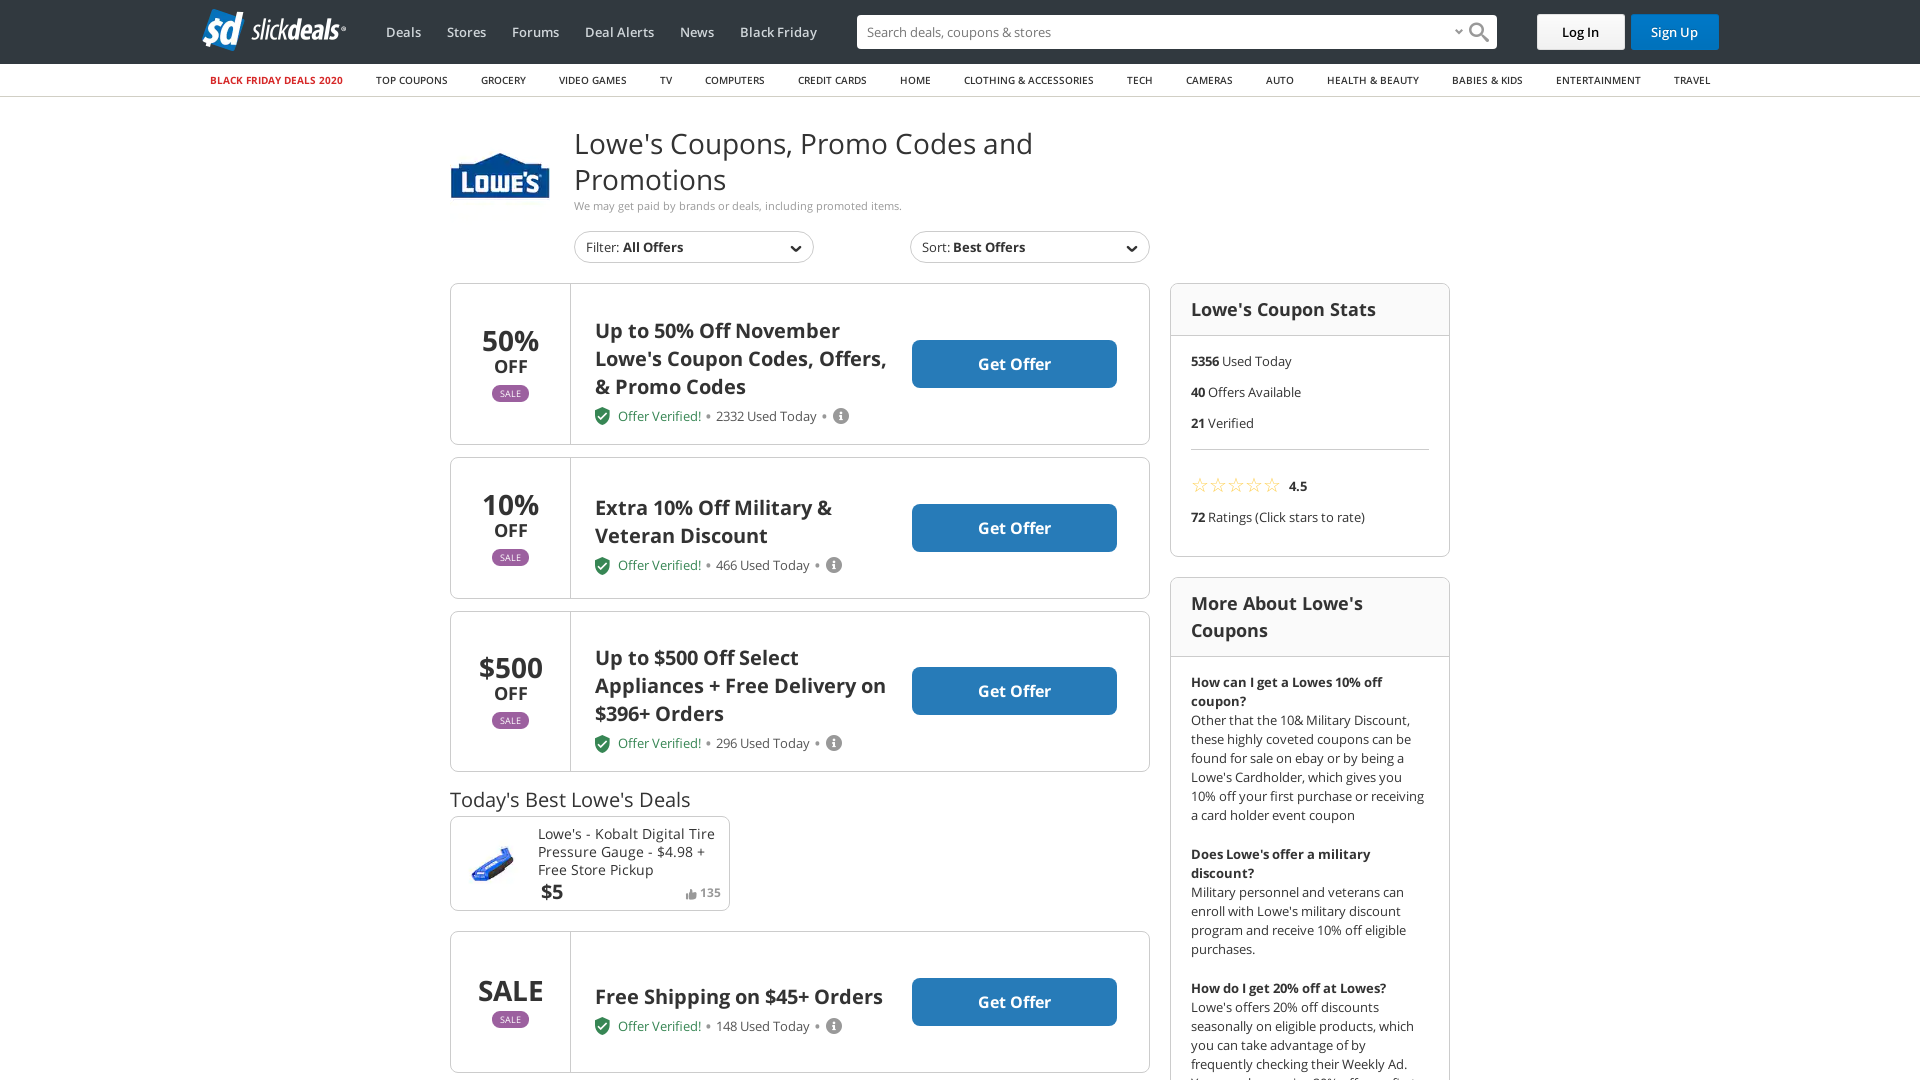 slickdeals
Deals
Stores
Forums
Deal Alerts
News
Black Friday
Search deals, coupons & stores
Log In
Sign Up
BLACK FRIDAY DEALS 2020
TOP COUPONS
GROCERY
VIDEO GAMES
TV
COMPUTERS
CREDIT CARDS
HOME
CLOTHING & ACCESSORIES
TECH
CAMERAS
AUTO
HEALTH & BEAUTY
BABIES & KIDS
ENTERTAINMENT
TRAVEL
LOWE'S
Lowe's Coupons, Promo Codes and
Promotions
We may get paid by brands or deals, including promoted items.
Filter: All Offers
Sort: Best Offers
50%
OFF
SALE
Up to 50% Off November
Lowe's Coupon Codes, Offers,
& Promo Codes
Offer Verified! • 2332 Used Today •
Get Offer
10%
OFF
SALE
Extra 10% Off Military &
Veteran Discount
Offer Verified! • 466 Used Today •
Get Offer
$500
OFF
SALE
Up to $500 Off Select
Appliances + Free Delivery on
$396+ Orders
Offer Verified! • 296 Used Today •
Get Offer
Today's Best Lowe's Deals
Lowe's - Kobalt Digital Tire
Pressure Gauge - $4.98 +
Free Store Pickup
$5
135
SALE
SALE
Free Shipping on $45+ Orders
Offer Verified! • 148 Used Today •
Get Offer
Lowe's Coupon Stats
5356 Used Today
40 Offers Available
21 Verified
4.5
72 Ratings (Click stars to rate)
More About Lowe's
Coupons
How can I get a Lowes 10% off
coupon?
Other that the 10& Military Discount,
these highly coveted coupons can be
found for sale on ebay or by being a
Lowe's Cardholder, which gives you
10% off your first purchase or receiving
a card holder event coupon
Does Lowe's offer a military
discount?
Military personnel and veterans can
enroll with Lowe's military discount
program and receive 10% off eligible
purchases.
How do I get 20% off at Lowes?
Lowe's offers 20% off discounts
seasonally on eligible products, which
you can take advantage of by
frequently checking their Weekly Ad.